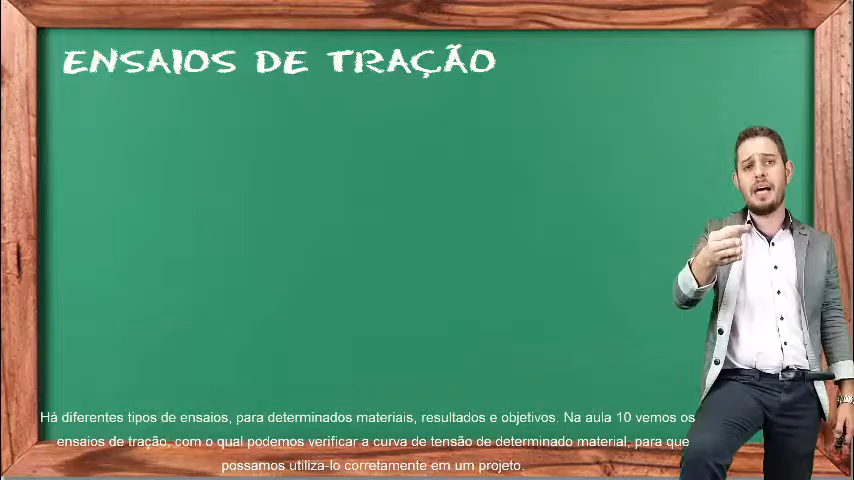 ENSAIOS DE TRAÇÃO
Há diferentes tipos de ensaios, para determinados materiais, resultados e objetivos. Na aula 10 vemos os
ensaios de tração, com o qual podemos verificar a curva de tensão de determinado material, para que
possamos utiliza-lo corretamente em um projeto.